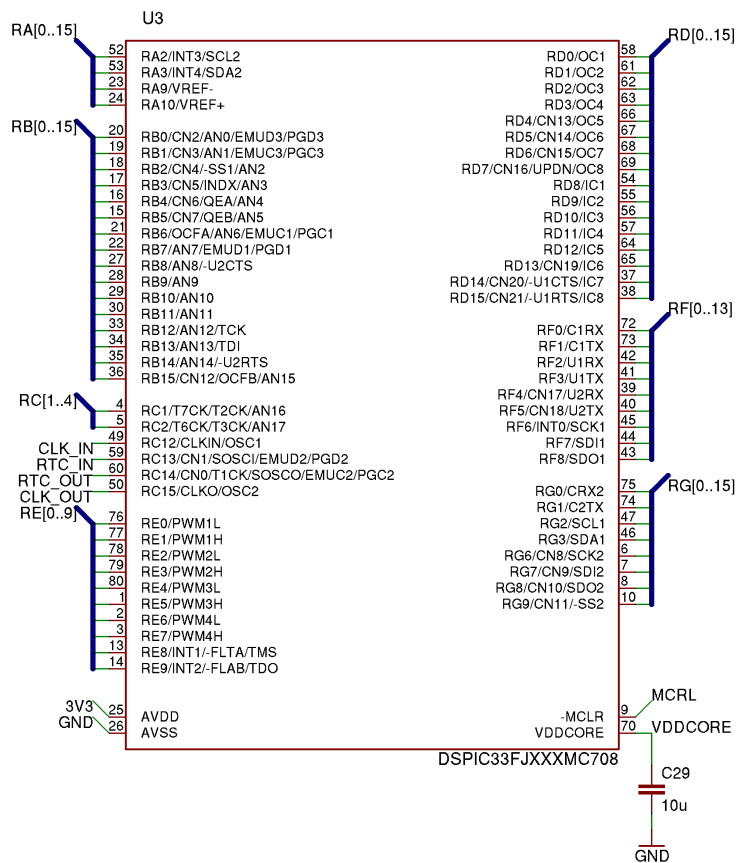 U3
RA[0..15]
52 RA2/INT3/SCL2
53 RA3/INT4/SDA2
23 RA9/VREF-
24 RA10/VREF+
RB[0..15]
20 RB0/CN2/AN0/EMUD3/PGD3
19 RB1/CN3/AN1/EMUC3/PGC3
18 RB2/CN4/-SS1/AN2
17 RB3/CN5/INDX/AN3
16 RB4/CN6/QEA/AN4
15 RB5/CN7/QEB/AN5
21 RB6/OCFA/AN6/EMUC1/PGC1
22 RB7/AN7/EMUD1/PGD1
27 RB8/AN8/-U2CTS
28 RB9/AN9
29 RB10/AN10
30 RB11/AN11
33 RB12/AN12/TCK
34 RB13/AN13/TDI
35 RB14/AN14/-U2RTS
36 RB15/CN12/OCFB/AN15
RC[1..4]
4 RC1/T7CK/T2CK/AN16
5 RC2/T6CK/T3CK/AN17
CLK_IN 49 RC12/CLKIN/OSC1
RTC_IN 59 RC13/CN1/SOSCI/EMUD2/PGD2
RTC_OUT 60 RC14/CN0/T1CK/SOSCO/EMUC2/PGC2
CLK_OUT 50 RC15/CLKO/OSC2
RE[0..9]
76 RE0/PWM1L
77 RE1/PWM1H
78 RE2/PWM2L
79 RE3/PWM2H
80 RE4/PWM3L
1 RE5/PWM3H
2 RE6/PWM4L
3 RE7/PWM4H
13 RE8/INT1/-FLTA/TMS
14 RE9/INT2/-FLAB/TDO
3V3 25 AVDD
GND 26 AVSS
RD[0..15]
RD0/OC1 58
RD1/OC2 61
RD2/OC3 62
RD3/OC4 63
RD4/CN13/OC5 66
RD5/CN14/OC6 67
RD6/CN15/OC7 68
RD7/CN16/UPDN/OC8 69
RD8/IC1 54
RD9/IC2 55
RD10/IC3 56
RD11/IC4 57
RD12/IC5 64
RD13/CN19/IC6 65
RD14/CN20/-U1CTS/IC7 37
RD15/CN21/-U1RTS/IC8 38
RF[0..13]
RF0/C1RX 72
RF1/C1TX 73
RF2/U1RX 42
RF3/U1TX 41
RF4/CN17/U2RX 39
RF5/CN18/U2TX 40
RF6/INT0/SCK1 45
RF7/SDI1 44
RF8/SDO1 43
RG[0..15]
RG0/CRX2 75
RG1/C2TX 74
RG2/SCL1 47
RG3/SDA1 46
RG6/CN8/SCK2 6
RG7/CN9/SDI2 7
RG8/CN10/SDO2 8
RG9/CN11/-SS2 10
-MCLR 9 MCRL
VDDCORE 70 VDDCORE
DSPIC33FJXXXMC708
C29
10u
GND